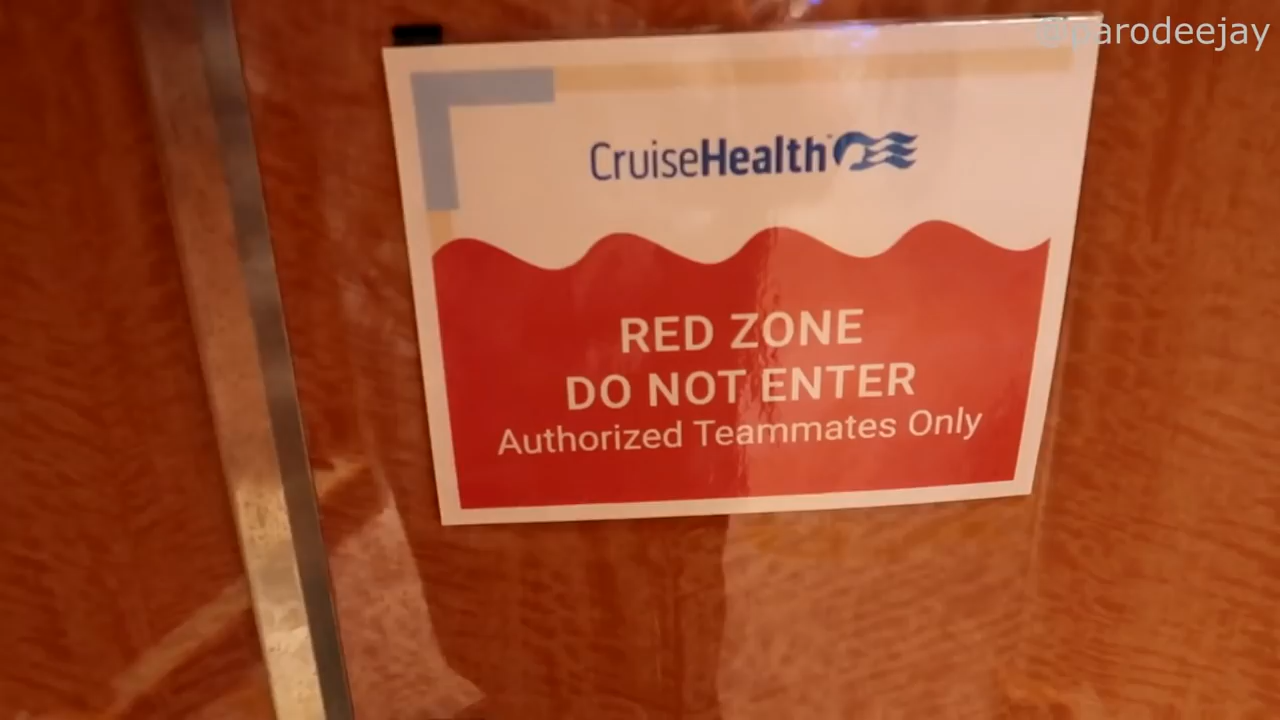 @parodeejay
CruiseHealth
RED ZONE
DO NOT ENTER
Authorized Teammates Only